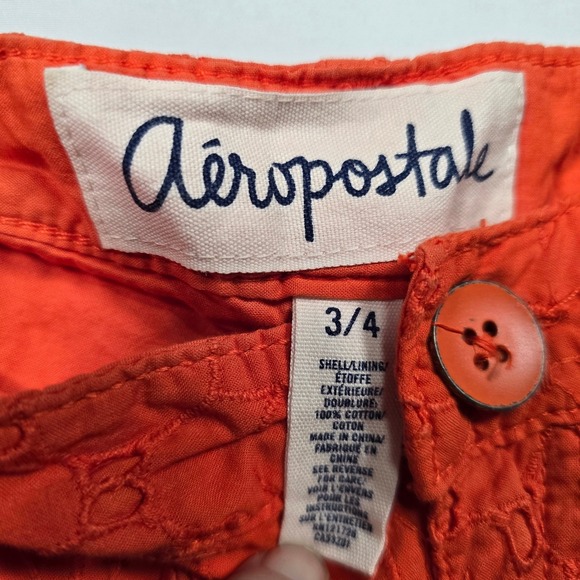 aéropostale
3/4
SHELL/LINING/
ÉTOFFE
EXTÉRIEURE/
DOUBLURE:
100% COTTON/
COTON
MADE IN CHINA/
FABRIQUÉ EN
CHINE
SEE REVERSE
FOR CARE.
VOIR L'ENVERS
POUR LES
INSTRUCTIONS
SUR L'ENTRETIEN